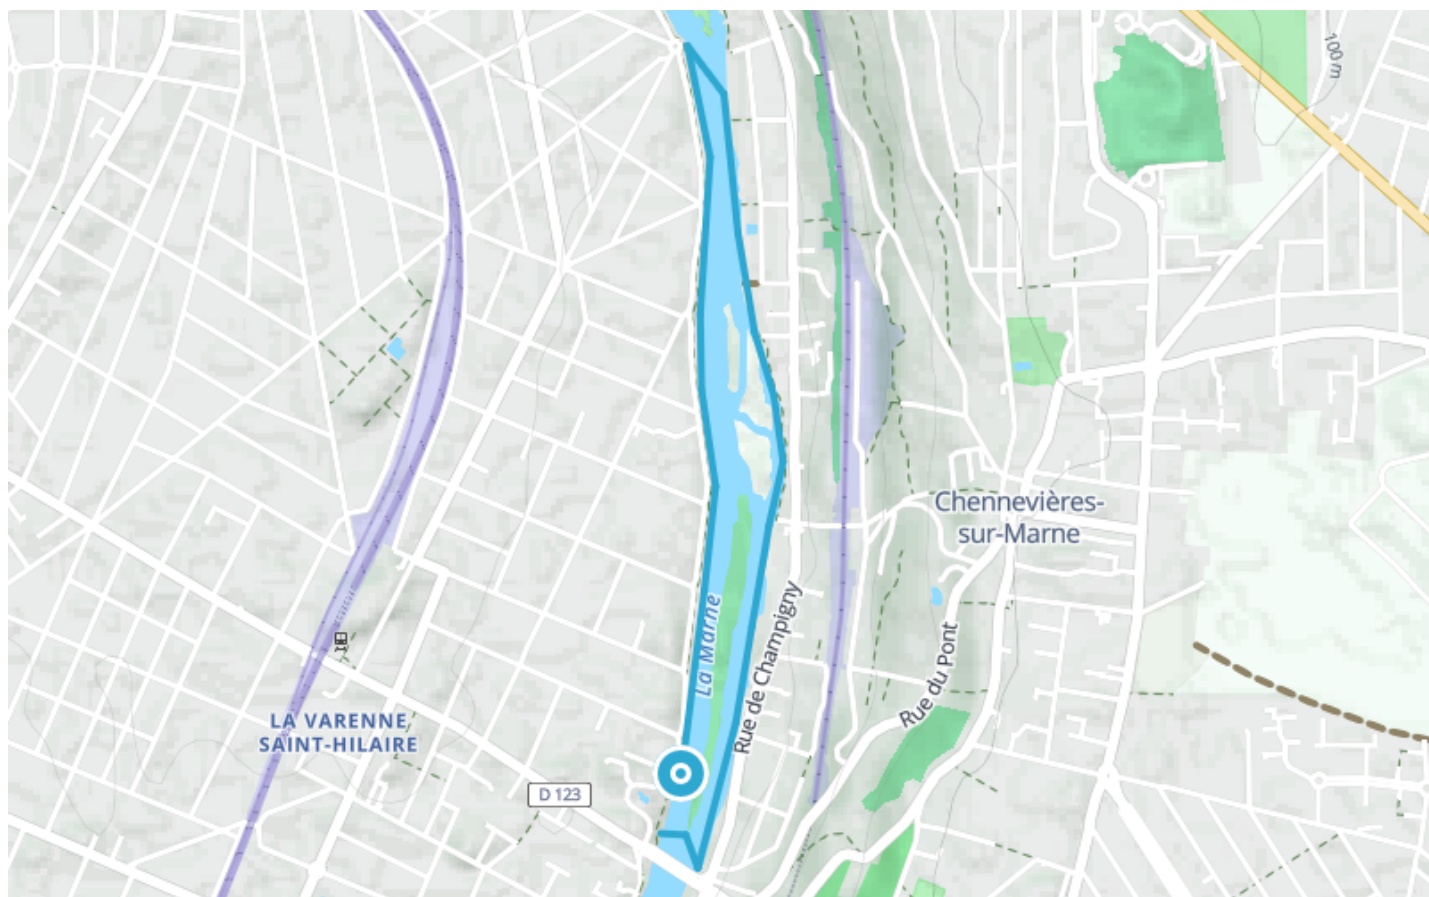 100 m
Chennevières-
sur-Marne
La Marne
Rue de Champigny
Rue du Pont
LA VARENNE
SAINT-HILAIRE
D 123